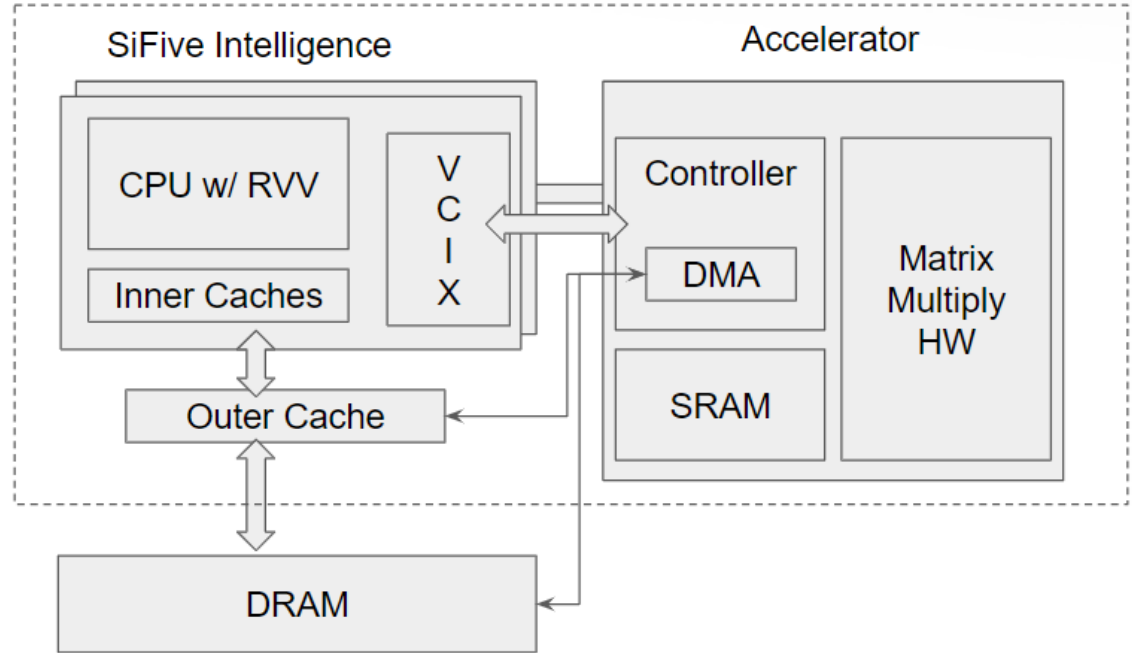 SiFive Intelligence
Accelerator
CPU w/ RVV
V
C
I
X
Inner Caches
Outer Cache
DRAM
Controller
DMA
SRAM
Matrix
Multiply
HW